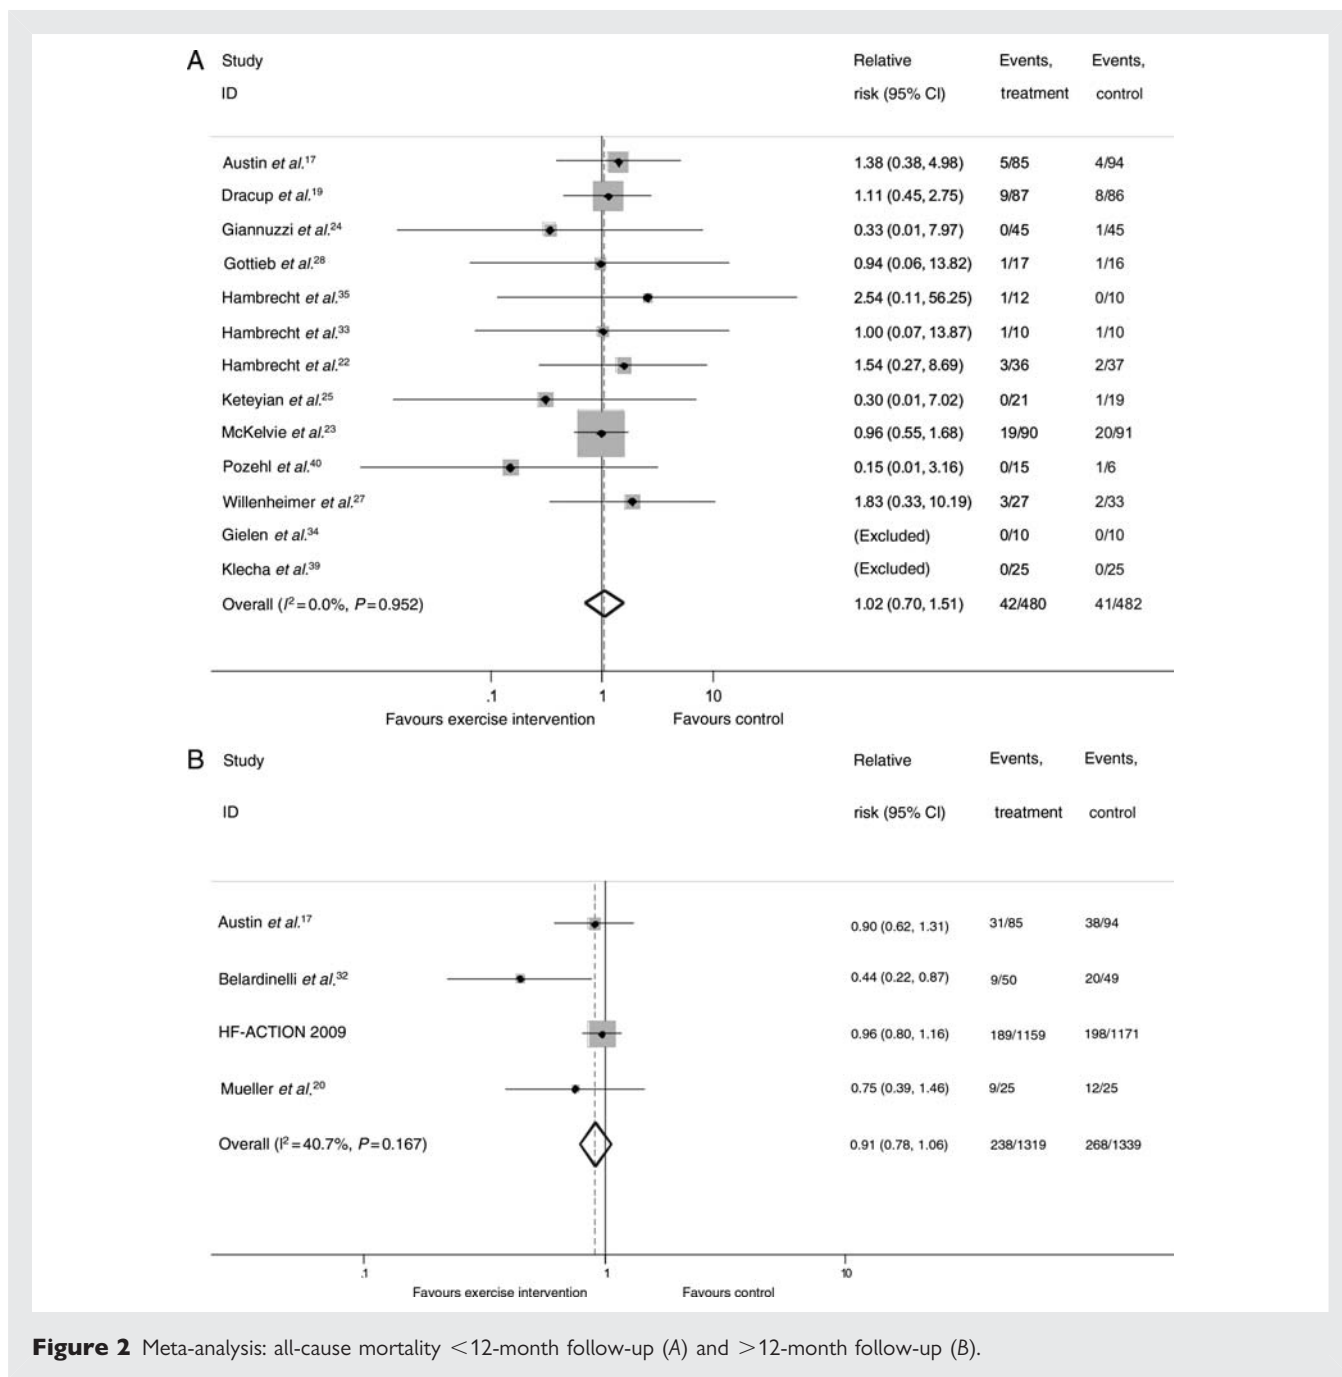 A Study Relative Events, Events,
ID risk (95% CI) treatment control
Austin et al.17 1.38 (0.38, 4.98) 5/85 4/94
Dracup et al.19 1.11 (0.45, 2.75) 9/87 8/86
Giannuzzi et al.24 0.33 (0.01, 7.97) 0/45 1/45
Gottieb et al.28 0.94 (0.06, 13.82) 1/17 1/16
Hambrecht et al.35 2.54 (0.11, 56.25) 1/12 0/10
Hambrecht et al.33 1.00 (0.07, 13.87) 1/10 1/10
Hambrecht et al.22 1.54 (0.27, 8.69) 3/36 2/37
Keteyian et al.25 0.30 (0.01, 7.02) 0/21 1/19
McKelvie et al.23 0.96 (0.55, 1.68) 19/90 20/91
Pozehl et al.40 0.15 (0.01, 3.16) 0/15 1/6
Willenheimer et al.27 1.83 (0.33, 10.19) 3/27 2/33
Gielen et al.34 (Excluded) 0/10 0/10
Klecha et al.39 (Excluded) 0/25 0/25
Overall (I2=0.0%, P=0.952) 1.02 (0.70, 1.51) 42/480 41/482
.1 1 10
Favours exercise intervention Favours control
B Study Relative Events, Events,
ID risk (95% CI) treatment control
Austin et al.17 0.90 (0.62, 1.31) 31/85 38/94
Belardinelli et al.32 0.44 (0.22, 0.87) 9/50 20/49
HF-ACTION 2009 0.96 (0.80, 1.16) 189/1159 198/1171
Mueller et al.20 0.75 (0.39, 1.46) 9/25 12/25
Overall (I2=40.7%, P=0.167) 0.91 (0.78, 1.06) 238/1319 268/1339
.1 1 10
Favours exercise intervention Favours control
Figure 2 Meta-analysis: all-cause mortality <12-month follow-up (A) and >12-month follow-up (B).